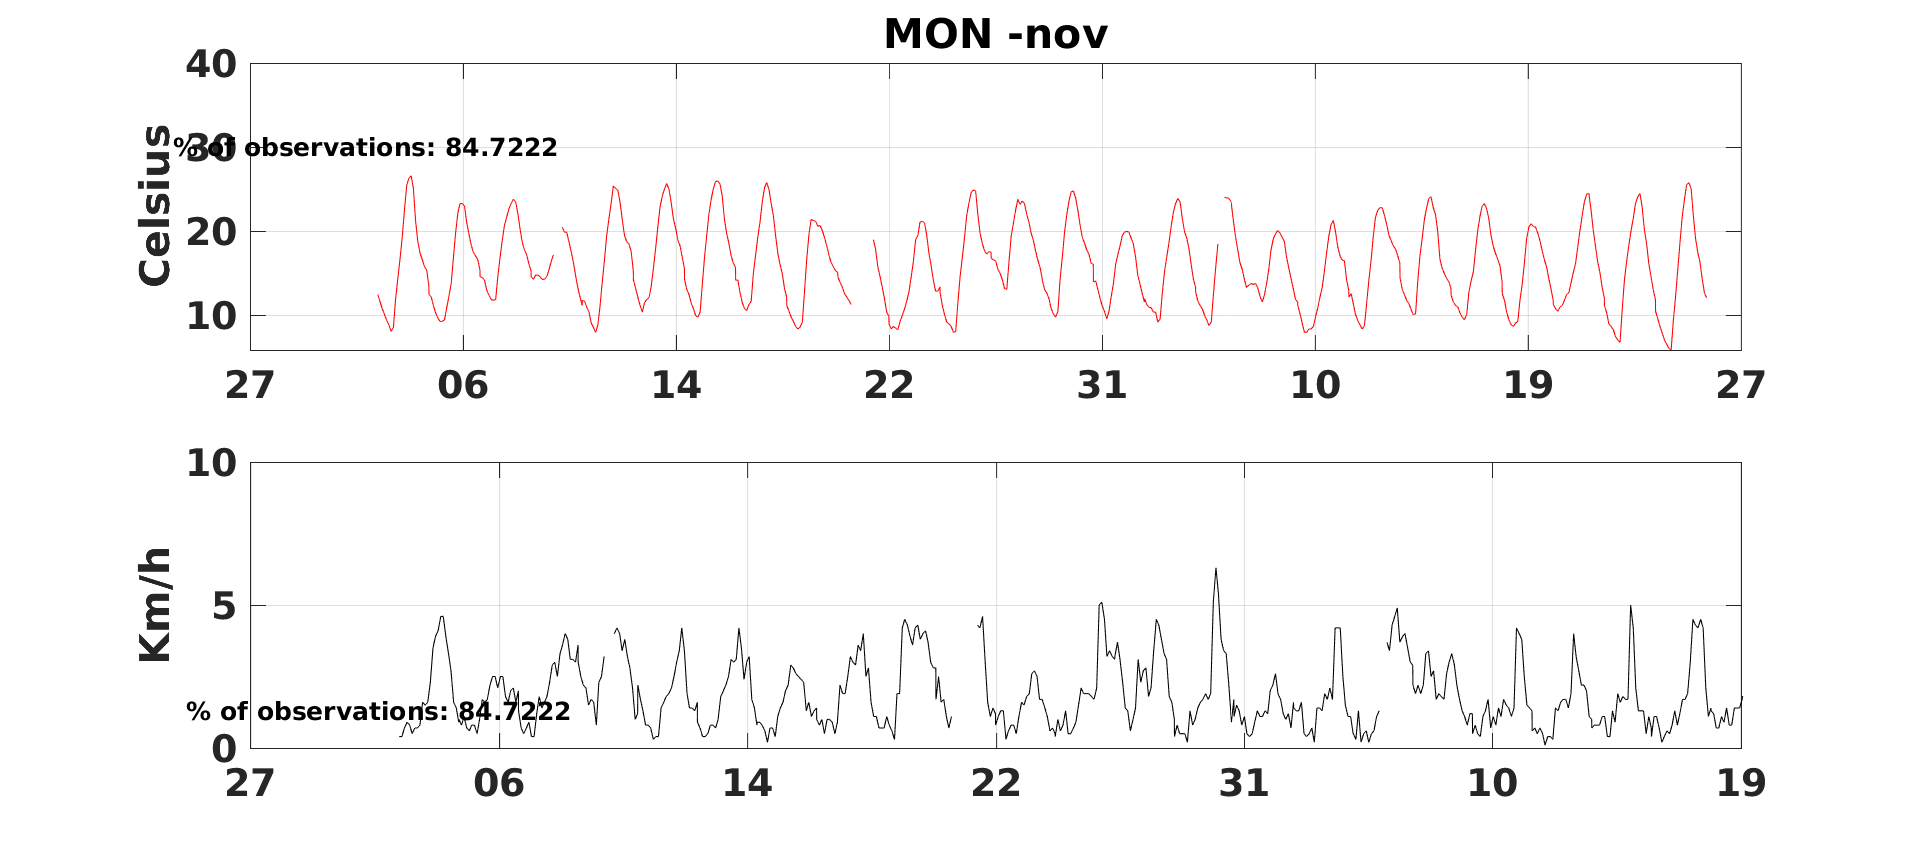 MON -nov
40
30
20
10
Celsius
% of observations: 84.7222
27 06 14 22 31 10 19 27
10
5
0
Km/h
% of observations: 84.7222
27 06 14 22 31 10 19